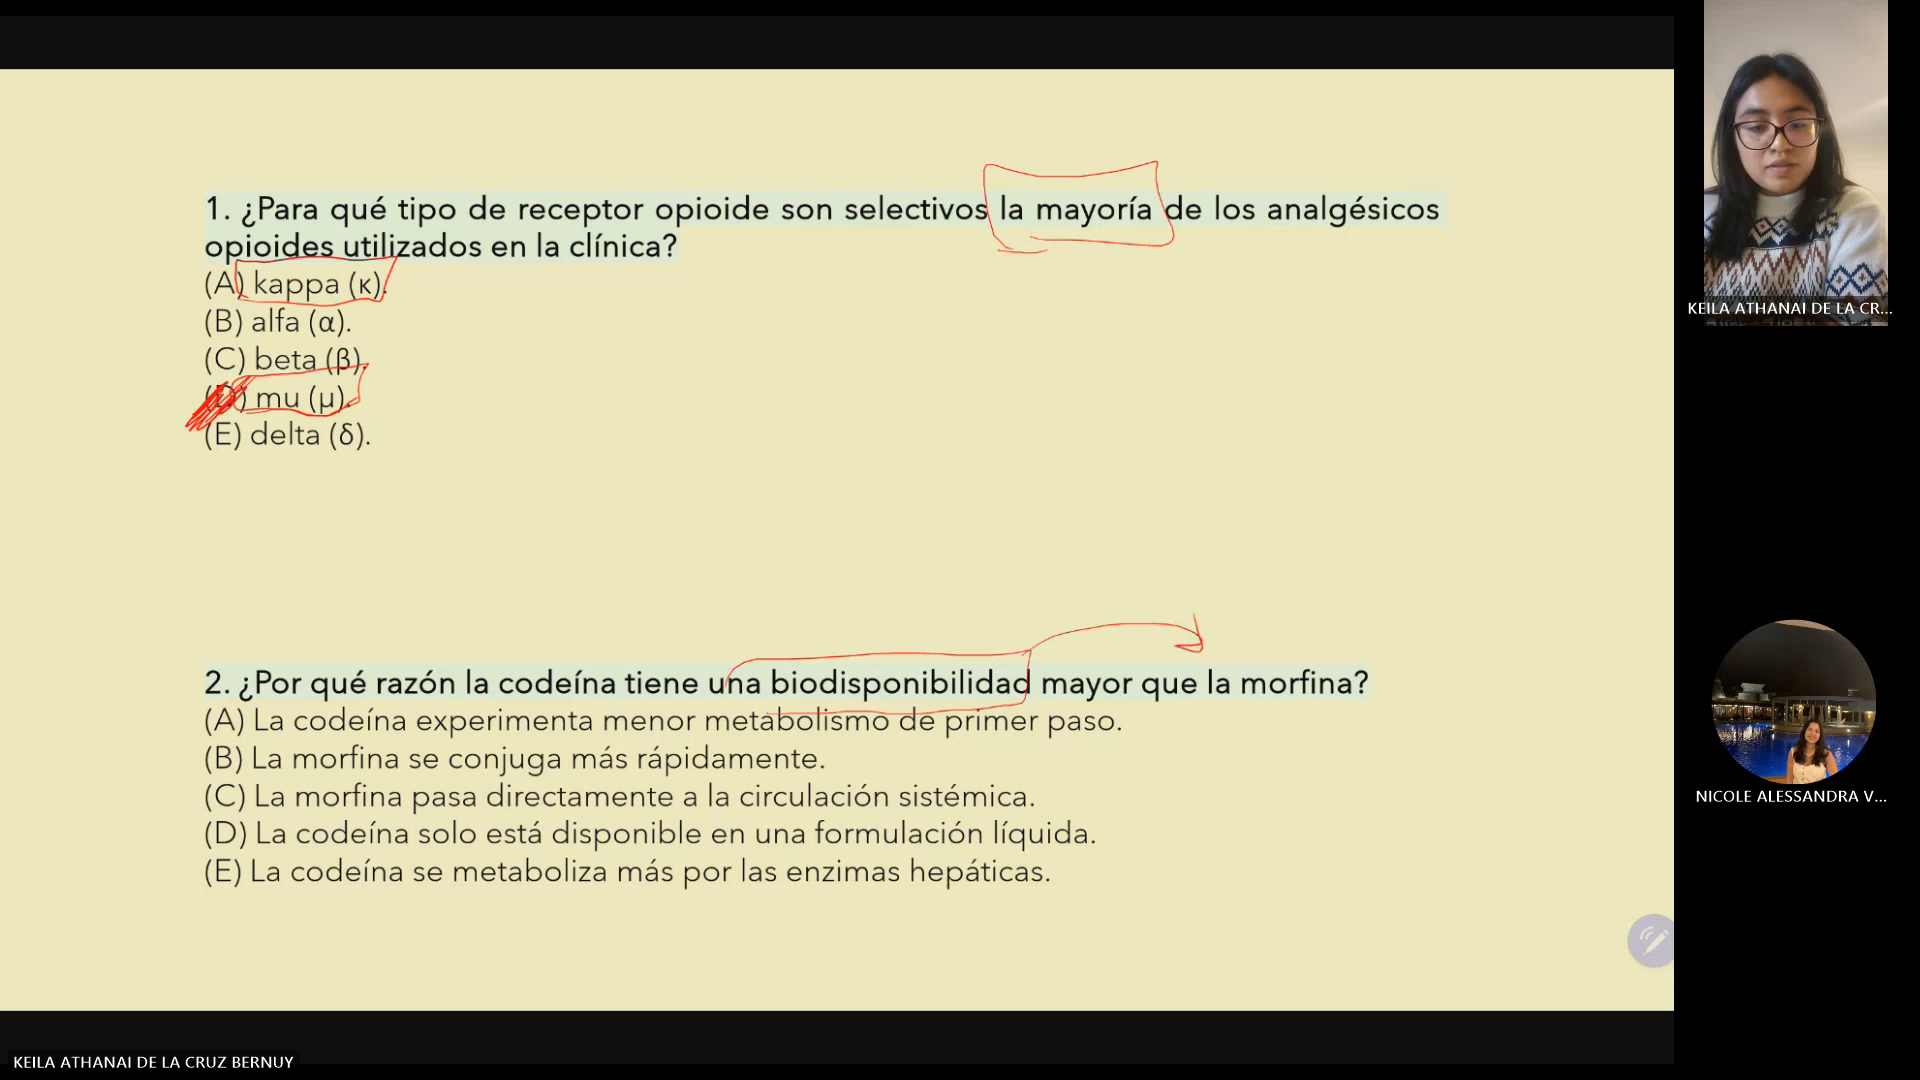 1. ¿Para qué tipo de receptor opioide son selectivos la mayoría de los analgésicos
opioides utilizados en la clínica?
(A) kappa (κ).
(B) alfa (α).
(C) beta (β).
(D) mu (μ).
(E) delta (δ).
2. ¿Por qué razón la codeína tiene una biodisponibilidad mayor que la morfina?
(A) La codeína experimenta menor metabolismo de primer paso.
(B) La morfina se conjuga más rápidamente.
(C) La morfina pasa directamente a la circulación sistémica.
(D) La codeína solo está disponible en una formulación líquida.
(E) La codeína se metaboliza más por las enzimas hepáticas.
KEILA ATHANAI DE LA CR...
NICOLE ALESSANDRA V...
KEILA ATHANAI DE LA CRUZ BERNUY